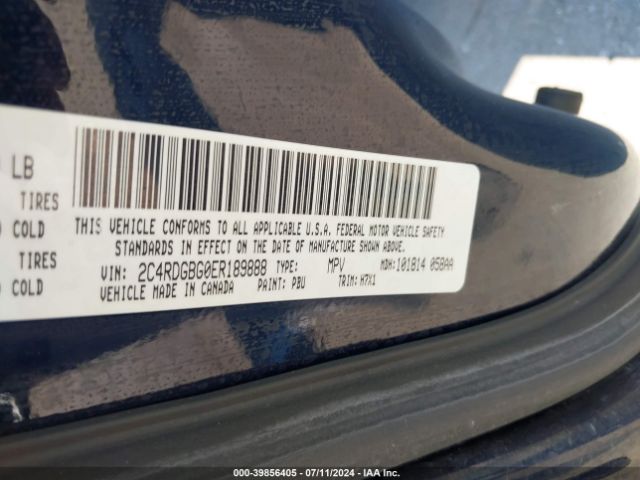 LB
TIRES
COLD
TIRES
COLD
THIS VEHICLE CONFORMS TO ALL APPLICABLE U.S.A. FEDERAL MOTOR VEHICLE SAFETY
STANDARDS IN EFFECT ON THE DATE OF MANUFACTURE SHOWN ABOVE.
VIN: 2C4RDGBG0ER189888 TYPE: MPV MDH: 101814 058AA
VEHICLE MADE IN CANADA PAINT: PBU TRIM: H7X1
000-39856405 - 07/11/2024 - IAA Inc.